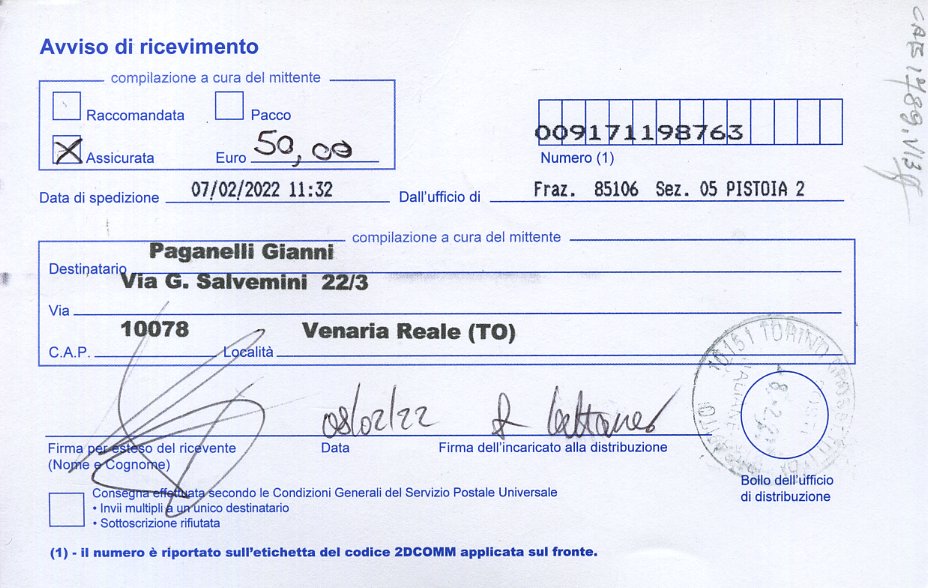 Avviso di ricevimento
compilazione a cura del mittente
Raccomandata Pacco
Assicurata Euro 50,00
009171198763
Numero (1)
Data di spedizione 07/02/2022 11:32 Dall'ufficio di Fraz. 85106 Sez. 05 PISTOIA 2
compilazione a cura del mittente
Destinatario Paganelli Gianni
Via G. Salvemini 22/3
Via
10078 Venaria Reale (TO)
C.A.P. Località
10151 TORINO
08/02/22
Firma per esteso del ricevente Data Firma dell'incaricato alla distribuzione
(Nome e Cognome)
Bollo dell'ufficio
di distribuzione
Consegna effettuata secondo le Condizioni Generali del Servizio Postale Universale
• Invii multipli a un unico destinatario
• Sottoscrizione rifiutata
(1) - il numero è riportato sull'etichetta del codice 2DCOMM applicata sul fronte.